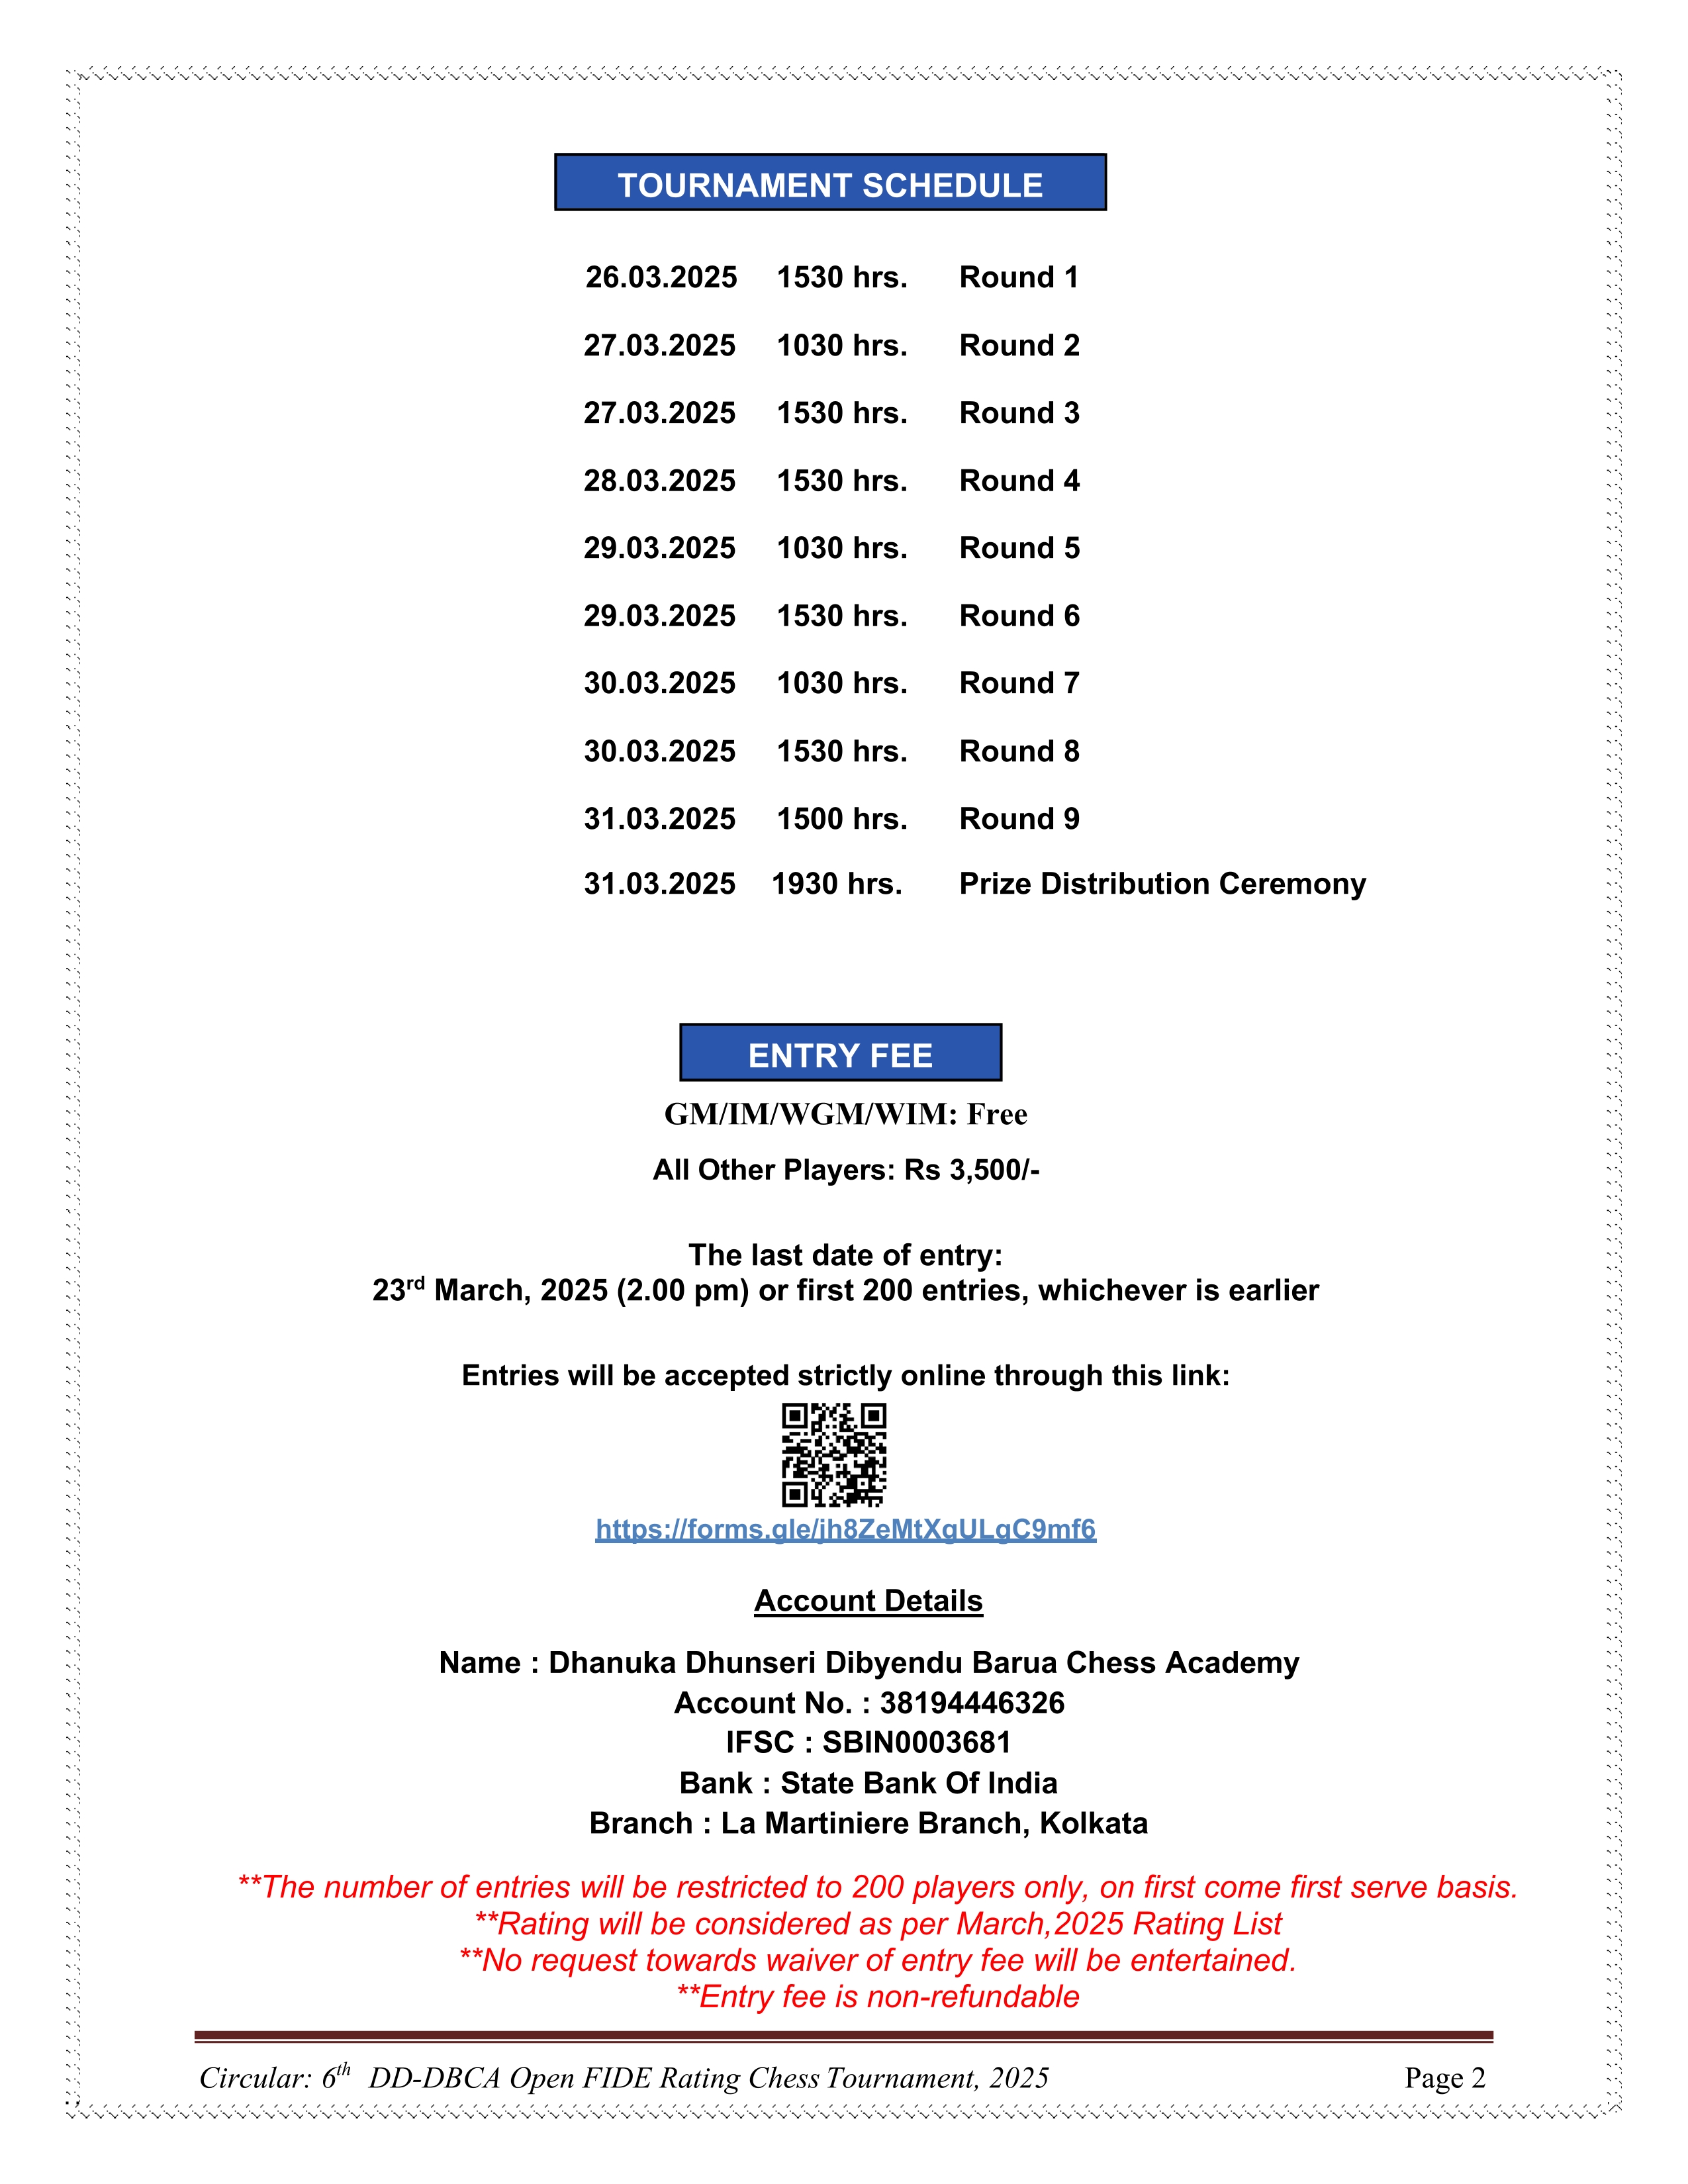 TOURNAMENT SCHEDULE
26.03.2025 1530 hrs. Round 1
27.03.2025 1030 hrs. Round 2
27.03.2025 1530 hrs. Round 3
28.03.2025 1530 hrs. Round 4
29.03.2025 1030 hrs. Round 5
29.03.2025 1530 hrs. Round 6
30.03.2025 1030 hrs. Round 7
30.03.2025 1530 hrs. Round 8
31.03.2025 1500 hrs. Round 9
31.03.2025 1930 hrs. Prize Distribution Ceremony
ENTRY FEE
GM/IM/WGM/WIM: Free
All Other Players: Rs 3,500/-
The last date of entry:
23rd March, 2025 (2.00 pm) or first 200 entries, whichever is earlier
Entries will be accepted strictly online through this link:
https://forms.gle/jh8ZeMtXgULgC9mf6
Account Details
Name : Dhanuka Dhunseri Dibyendu Barua Chess Academy
Account No. : 38194446326
IFSC : SBIN0003681
Bank : State Bank Of India
Branch : La Martiniere Branch, Kolkata
**The number of entries will be restricted to 200 players only, on first come first serve basis.
**Rating will be considered as per March,2025 Rating List
**No request towards waiver of entry fee will be entertained.
**Entry fee is non-refundable
Circular: 6th DD-DBCA Open FIDE Rating Chess Tournament, 2025 Page 2